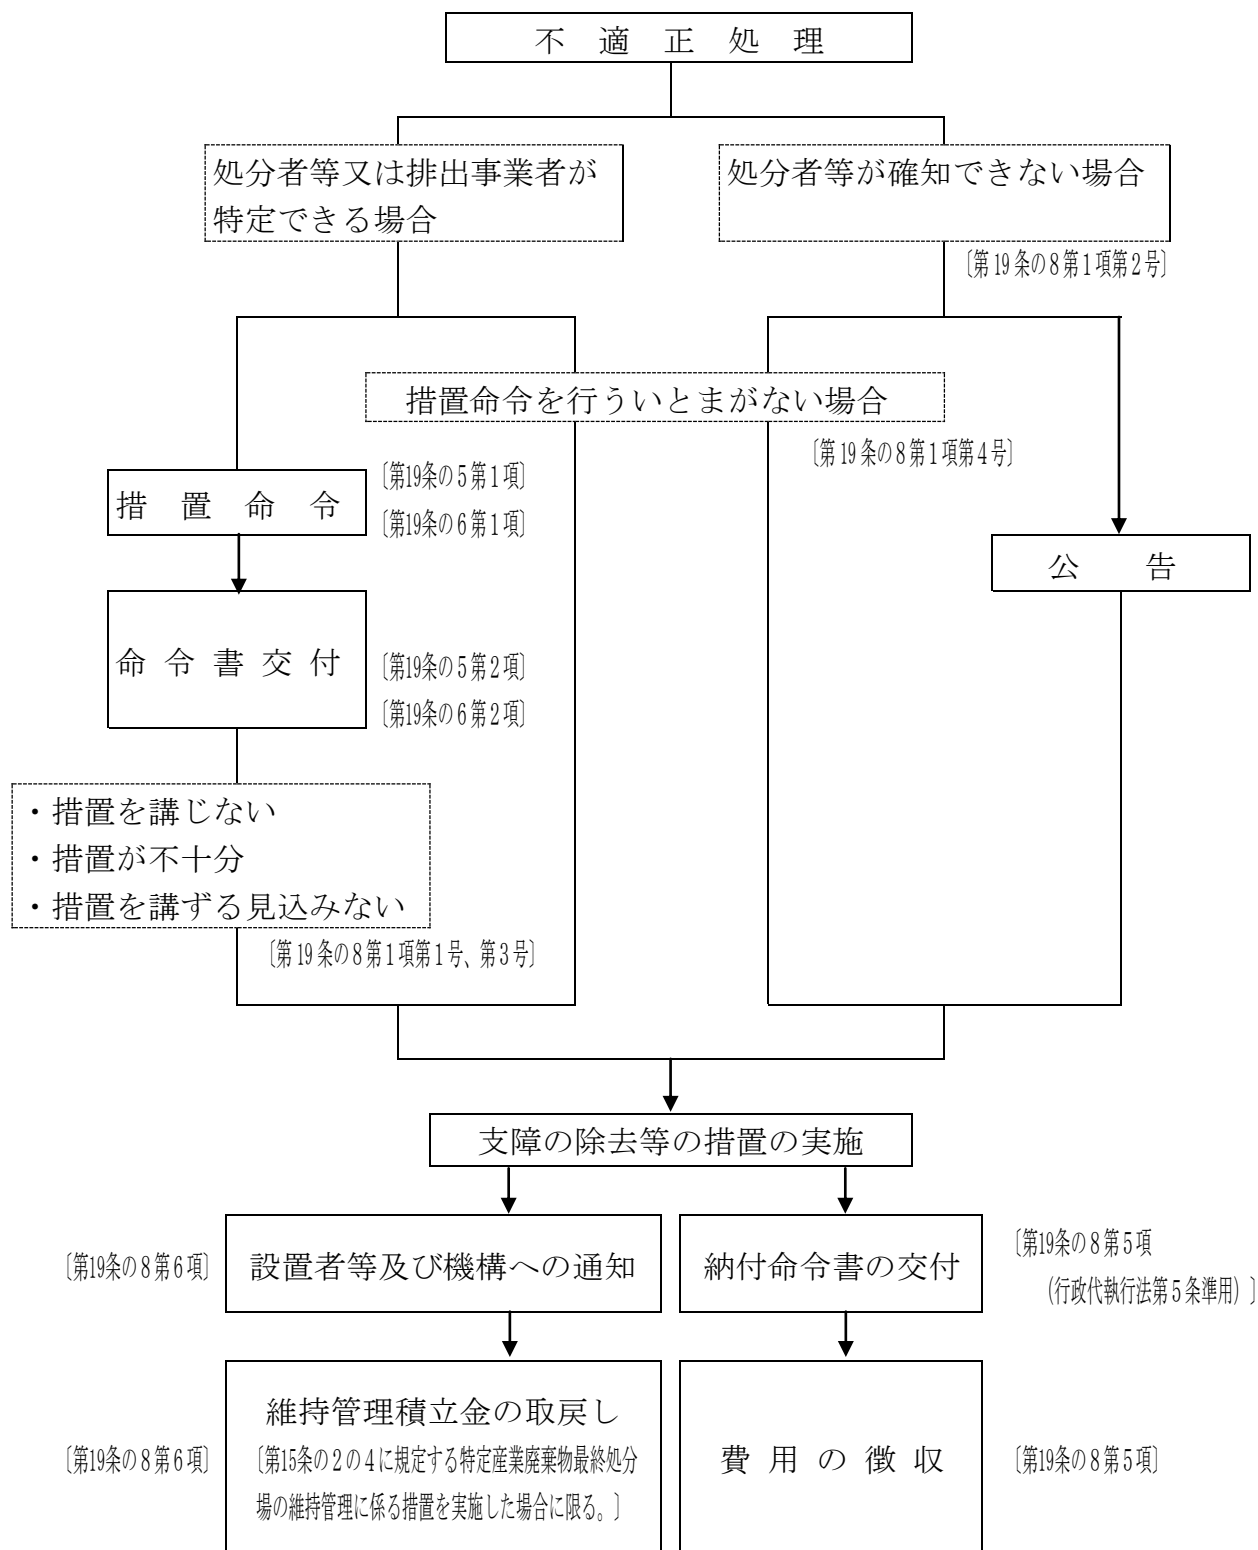 不適正処理
処分者等又は排出事業者が
特定できる場合
処分者等が確知できない場合
〔第19条の8第1項第2号〕
措置命令を行ういとまがない場合
〔第19条の8第1項第4号〕
措置命令
〔第19条の5第1項〕
〔第19条の6第1項〕
公告
命令書交付
〔第19条の5第2項〕
〔第19条の6第2項〕
・措置を講じない
・措置が不十分
・措置を講ずる見込みない
〔第19条の8第1項第1号、第3号〕
支障の除去等の措置の実施
〔第19条の8第6項〕
設置者等及び機構への通知
納付命令書の交付
〔第19条の8第5項
（行政代執行法第5条準用）〕
〔第19条の8第6項〕
維持管理積立金の取戻し
〔第15条の2の4に規定する特定産業廃棄物最終処分
場の維持管理に係る措置を実施した場合に限る。〕
費用の徴収
〔第19条の8第5項〕